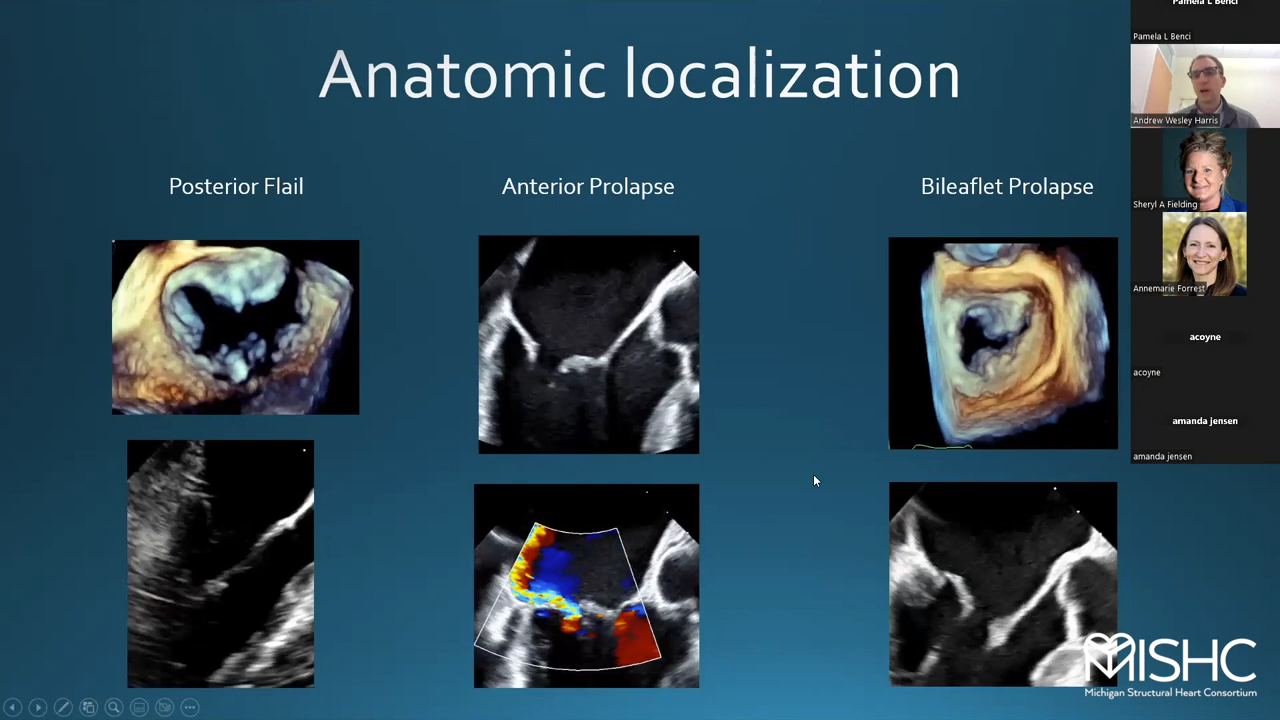 Anatomic localization
Posterior Flail
Anterior Prolapse
Bileaflet Prolapse
MISHC
Michigan Structural Heart Consortium
Pamela L Benci
Pamela L Benci
Andrew Wesley Harris
Sheryl A Fielding
Annemarie Forrest
acoyne
acoyne
amanda jensen
amanda jensen